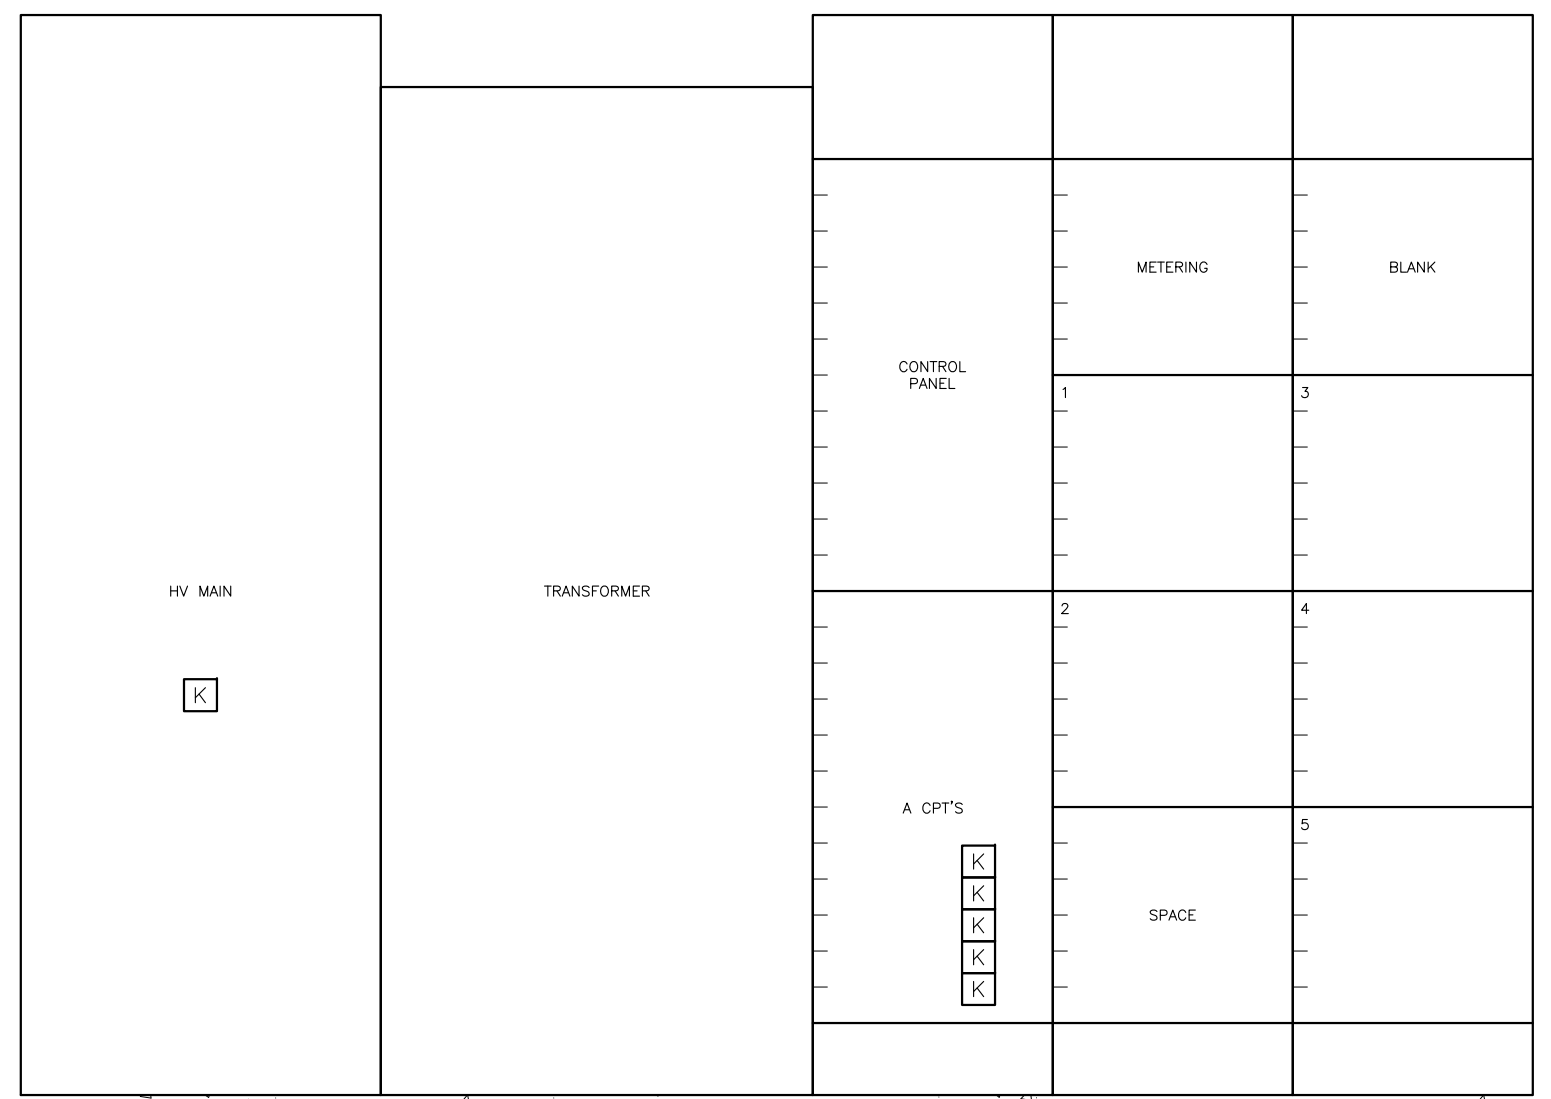 METERING
BLANK
CONTROL
PANEL
1
3
HV MAIN
TRANSFORMER
2
4
K
A CPT'S
5
K
K
K
K
K
SPACE